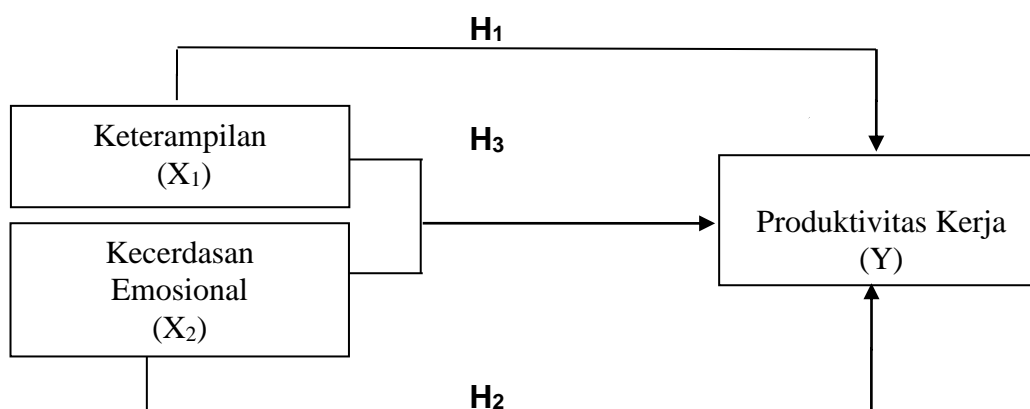 H₁
Keterampilan
(X₁)
H₃
Produktivitas Kerja
(Y)
Kecerdasan
Emosional
(X₂)
H₂